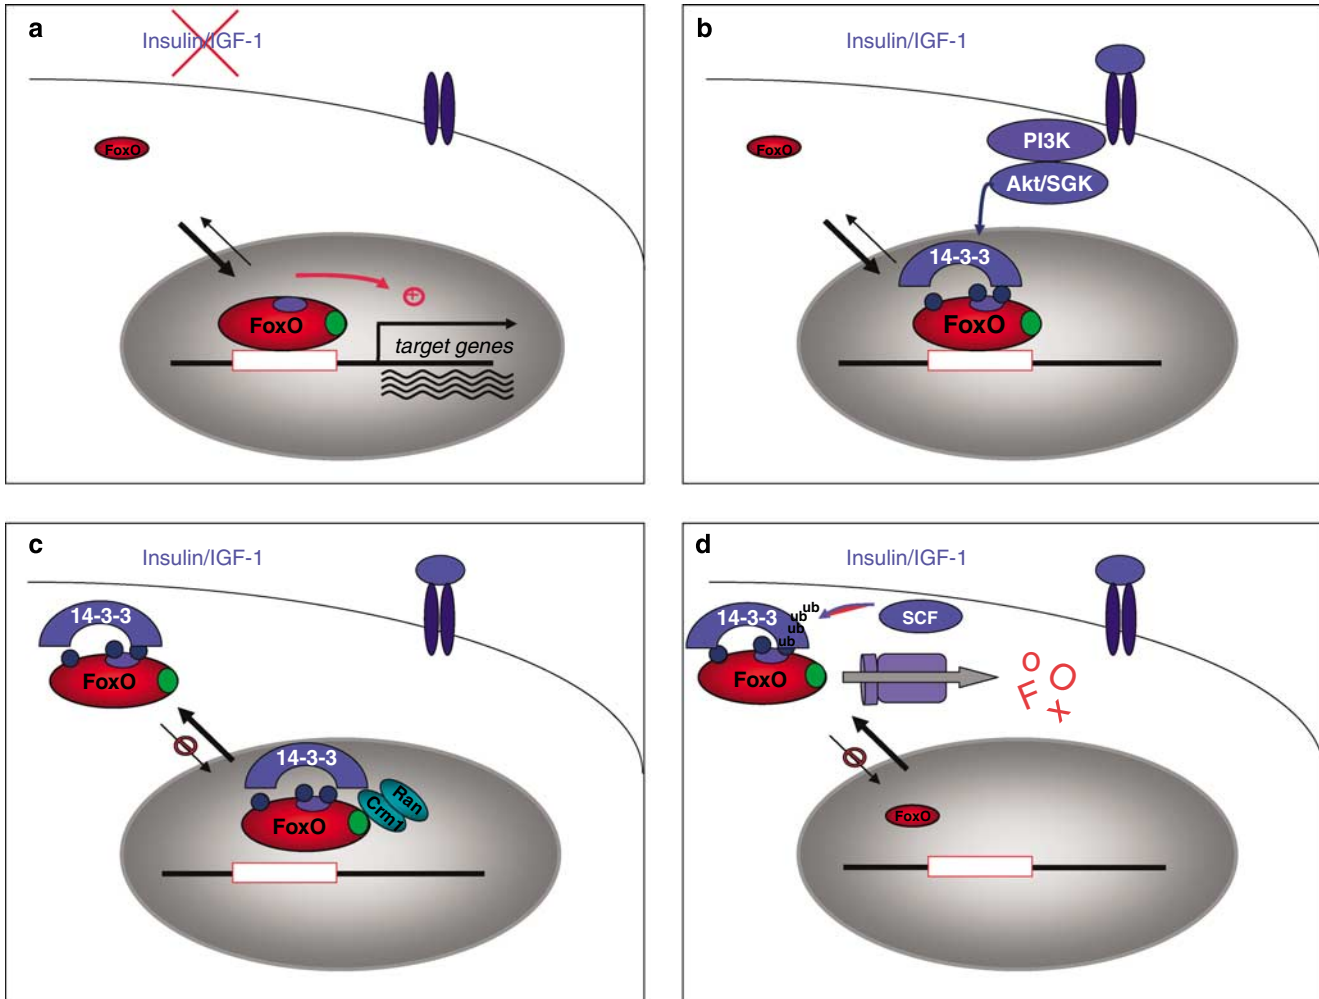 a
Insulin/IGF-1
FoxO
FoxO
+
target genes
b
Insulin/IGF-1
FoxO
PI3K
Akt/SGK
14-3-3
FoxO
c
Insulin/IGF-1
14-3-3
FoxO
14-3-3
FoxO
Crm1
Ran
d
Insulin/IGF-1
14-3-3
ub
ub
ub
ub
SCF
FoxO
F
o
x
O
FoxO